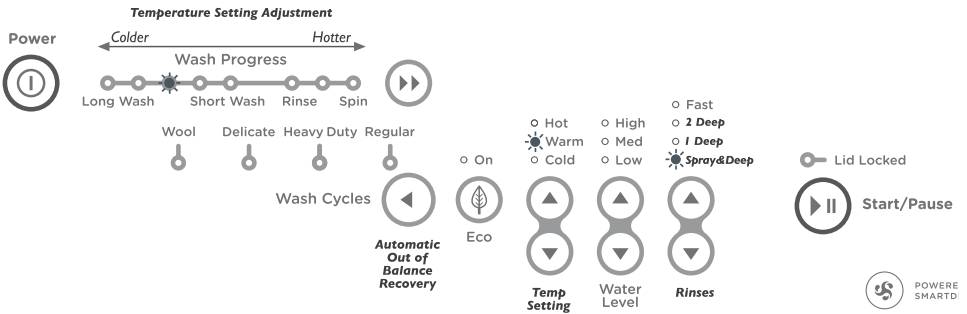 Temperature Setting Adjustment
Power
Colder Hotter
Wash Progress
Long Wash Short Wash Rinse Spin
Wool Delicate Heavy Duty Regular
On
Hot
Warm
Cold
High
Med
Low
Fast
2 Deep
1 Deep
Spray&Deep
Lid Locked
Wash Cycles
Start/Pause
Eco
Automatic
Out of
Balance
Recovery
Temp
Setting
Water
Level
Rinses
POWERE
SMARTD